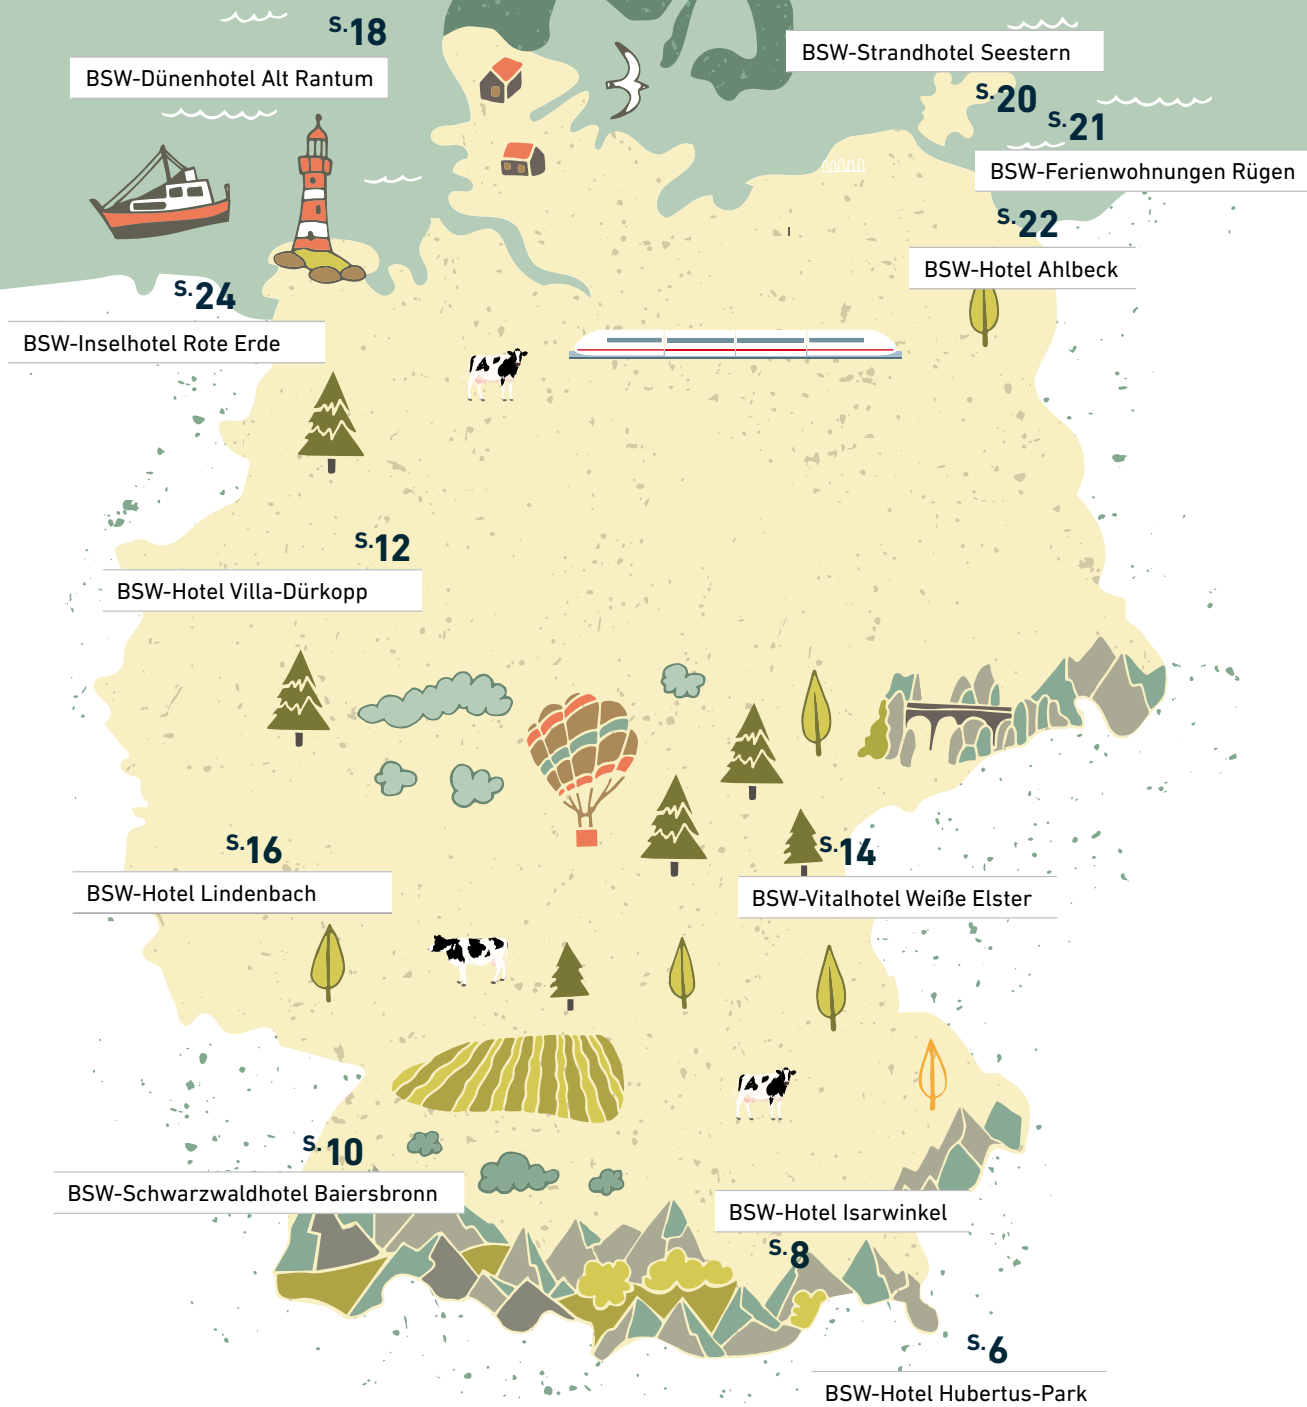 S.18
BSW-Dünenhotel Alt Rantum
BSW-Strandhotel Seestern
S.20
S.21
BSW-Ferienwohnungen Rügen
S.22
BSW-Hotel Ahlbeck
S.24
BSW-Inselhotel Rote Erde
S.12
BSW-Hotel Villa-Dürkopp
S.16
BSW-Hotel Lindenbach
S.14
BSW-Vitalhotel Weiße Elster
S.10
BSW-Schwarzwaldhotel Baiersbronn
BSW-Hotel Isarwinkel
S.8
S.6
BSW-Hotel Hubertus-Park